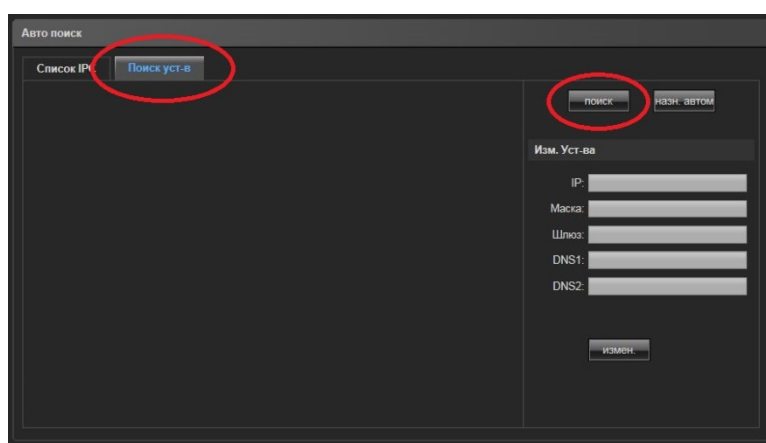 Авто поиск
Список IPC Поиск уст-в
поиск назн. автом
Изм. Уст-ва
IP:
Маска:
Шлюз:
DNS1:
DNS2:
измен.